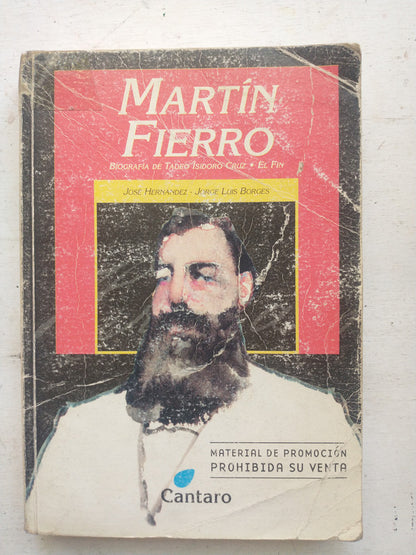 MARTÍN
FIERRO
BIOGRAFÍA DE TADEO ISIDORO CRUZ • EL FIN
JOSÉ HERNÁNDEZ - JORGE LUIS BORGES
MATERIAL DE PROMOCIÓN
PROHIBIDA SU VENTA
Cantaro